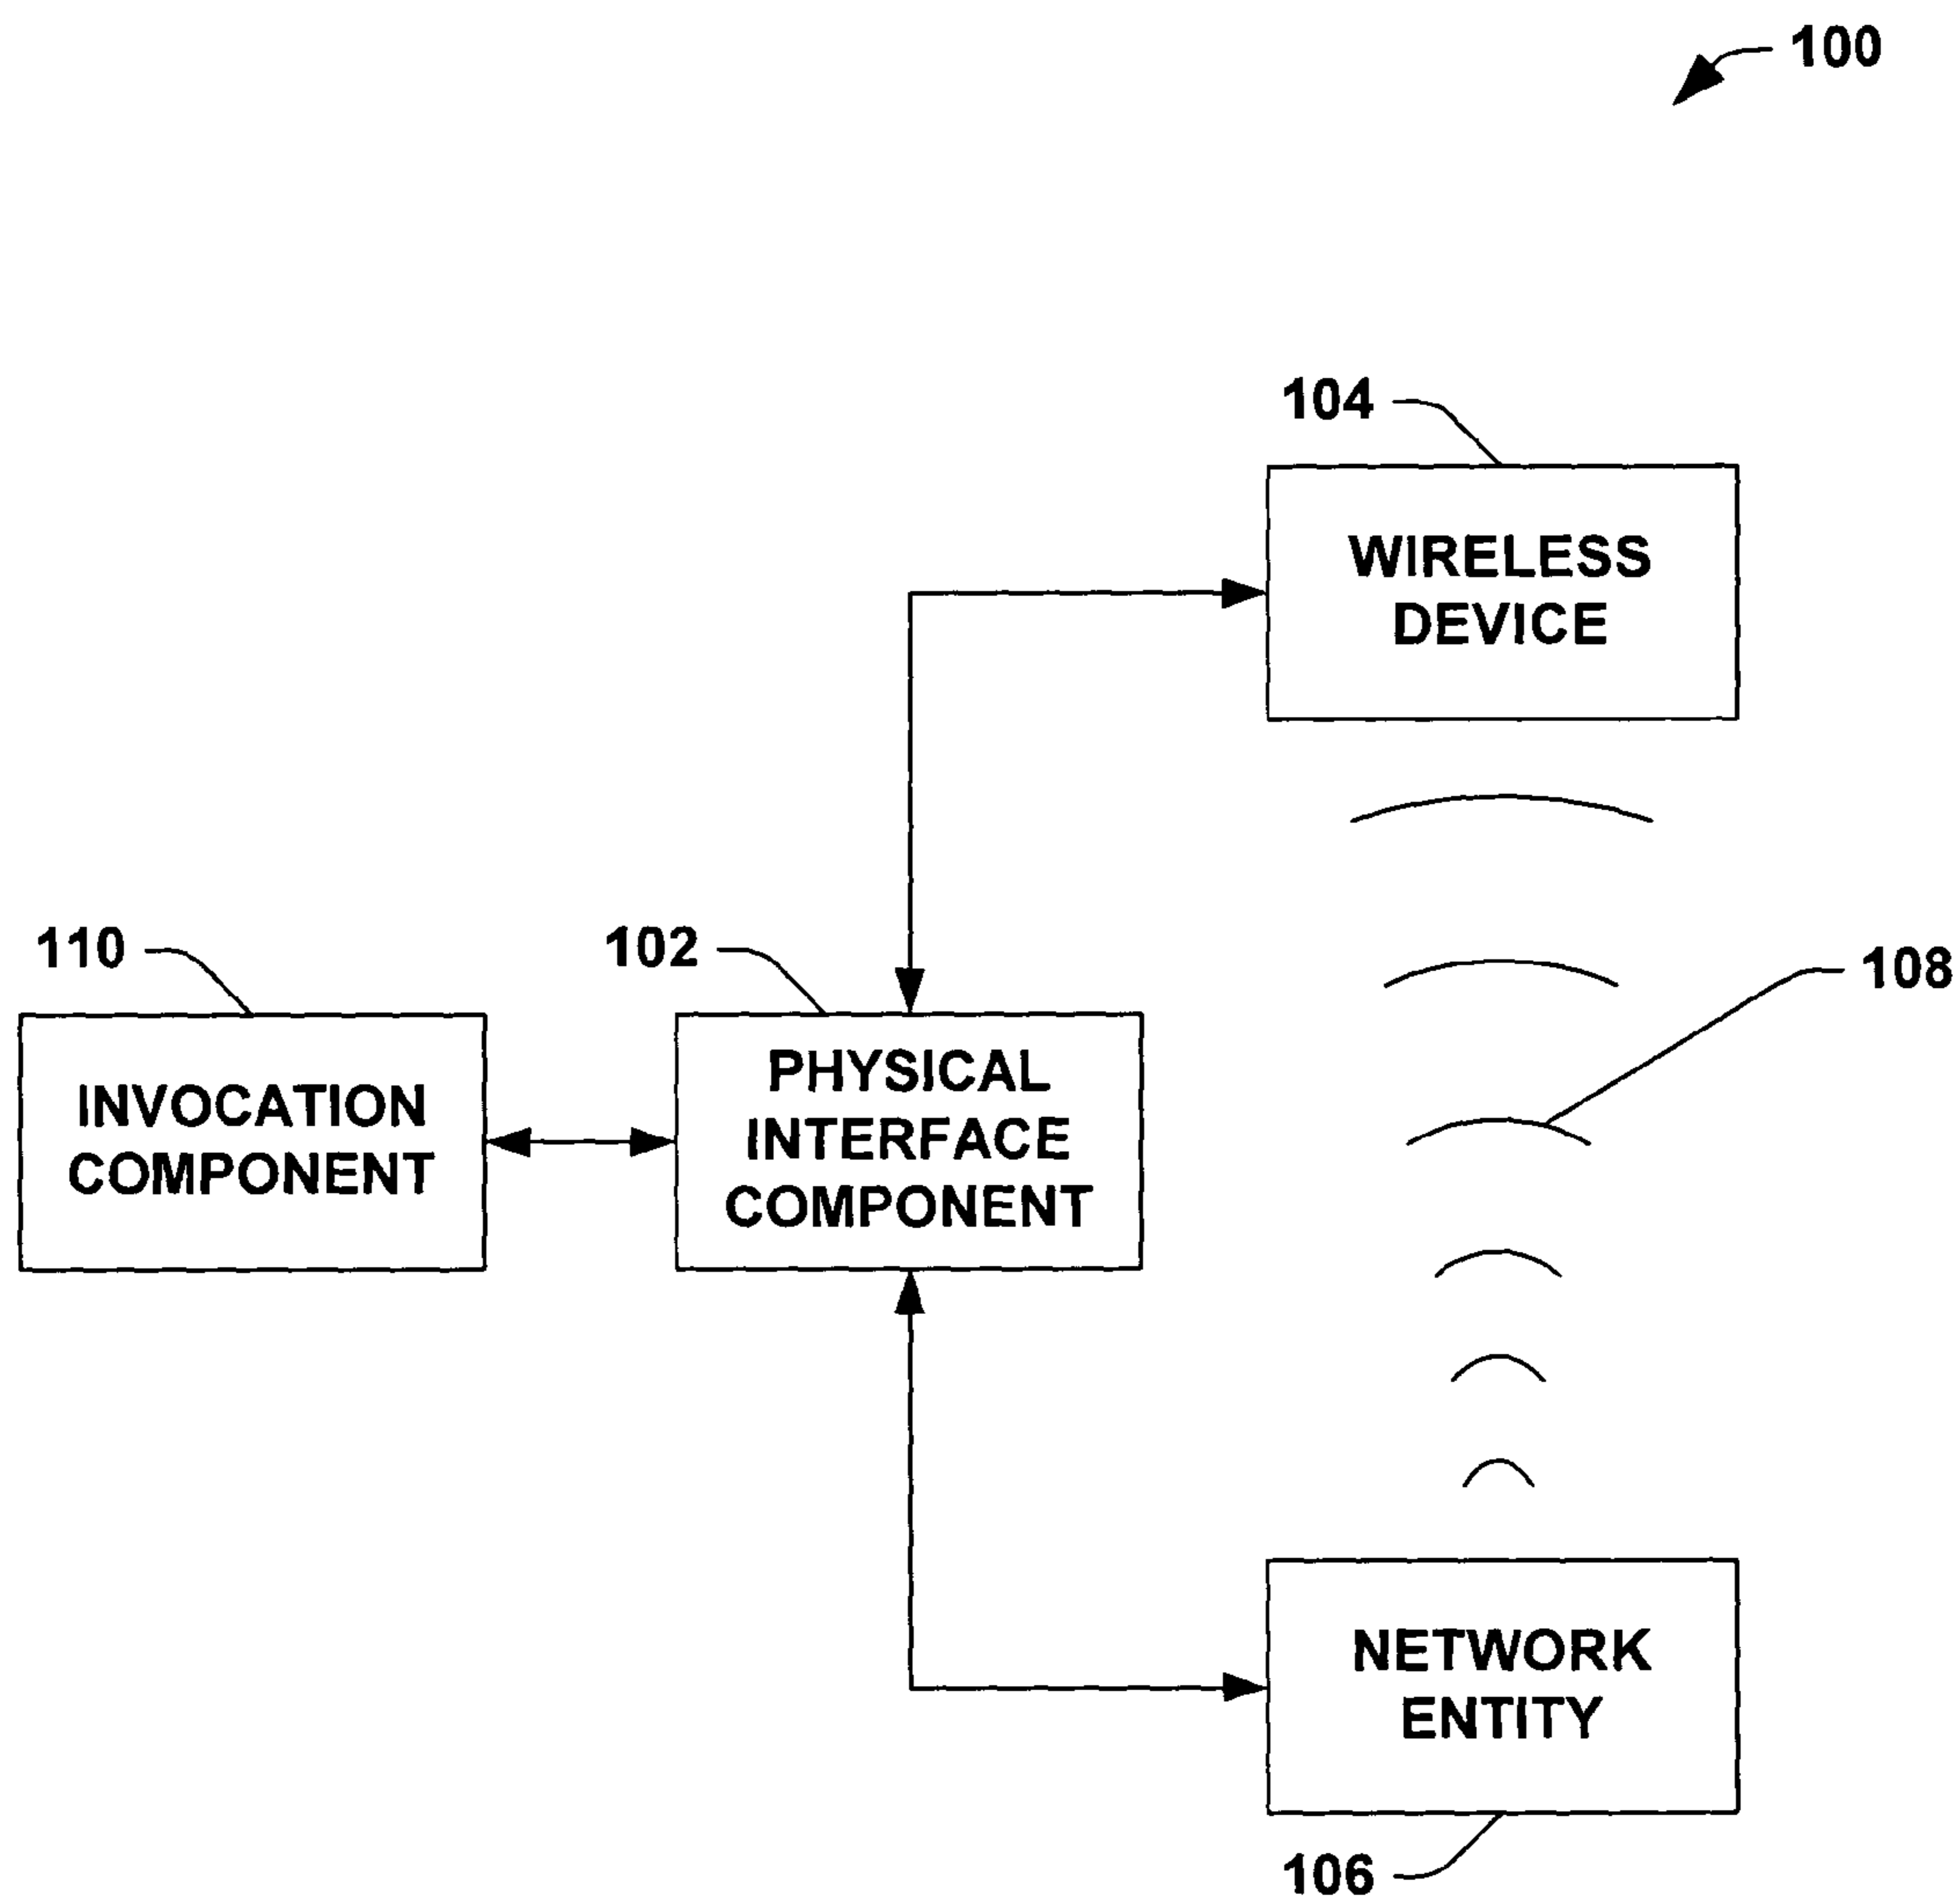 100
104
WIRELESS
DEVICE
110
102
108
INVOCATION
COMPONENT
PHYSICAL
INTERFACE
COMPONENT
NETWORK
ENTITY
106